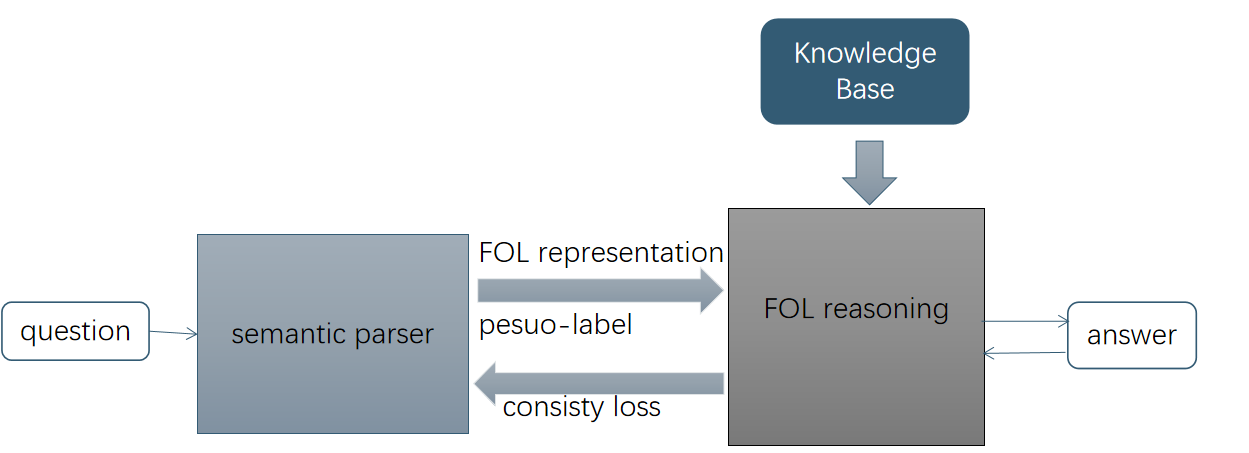 Knowledge
Base
FOL representation
pesuo-label
consisty loss
question
semantic parser
FOL reasoning
answer